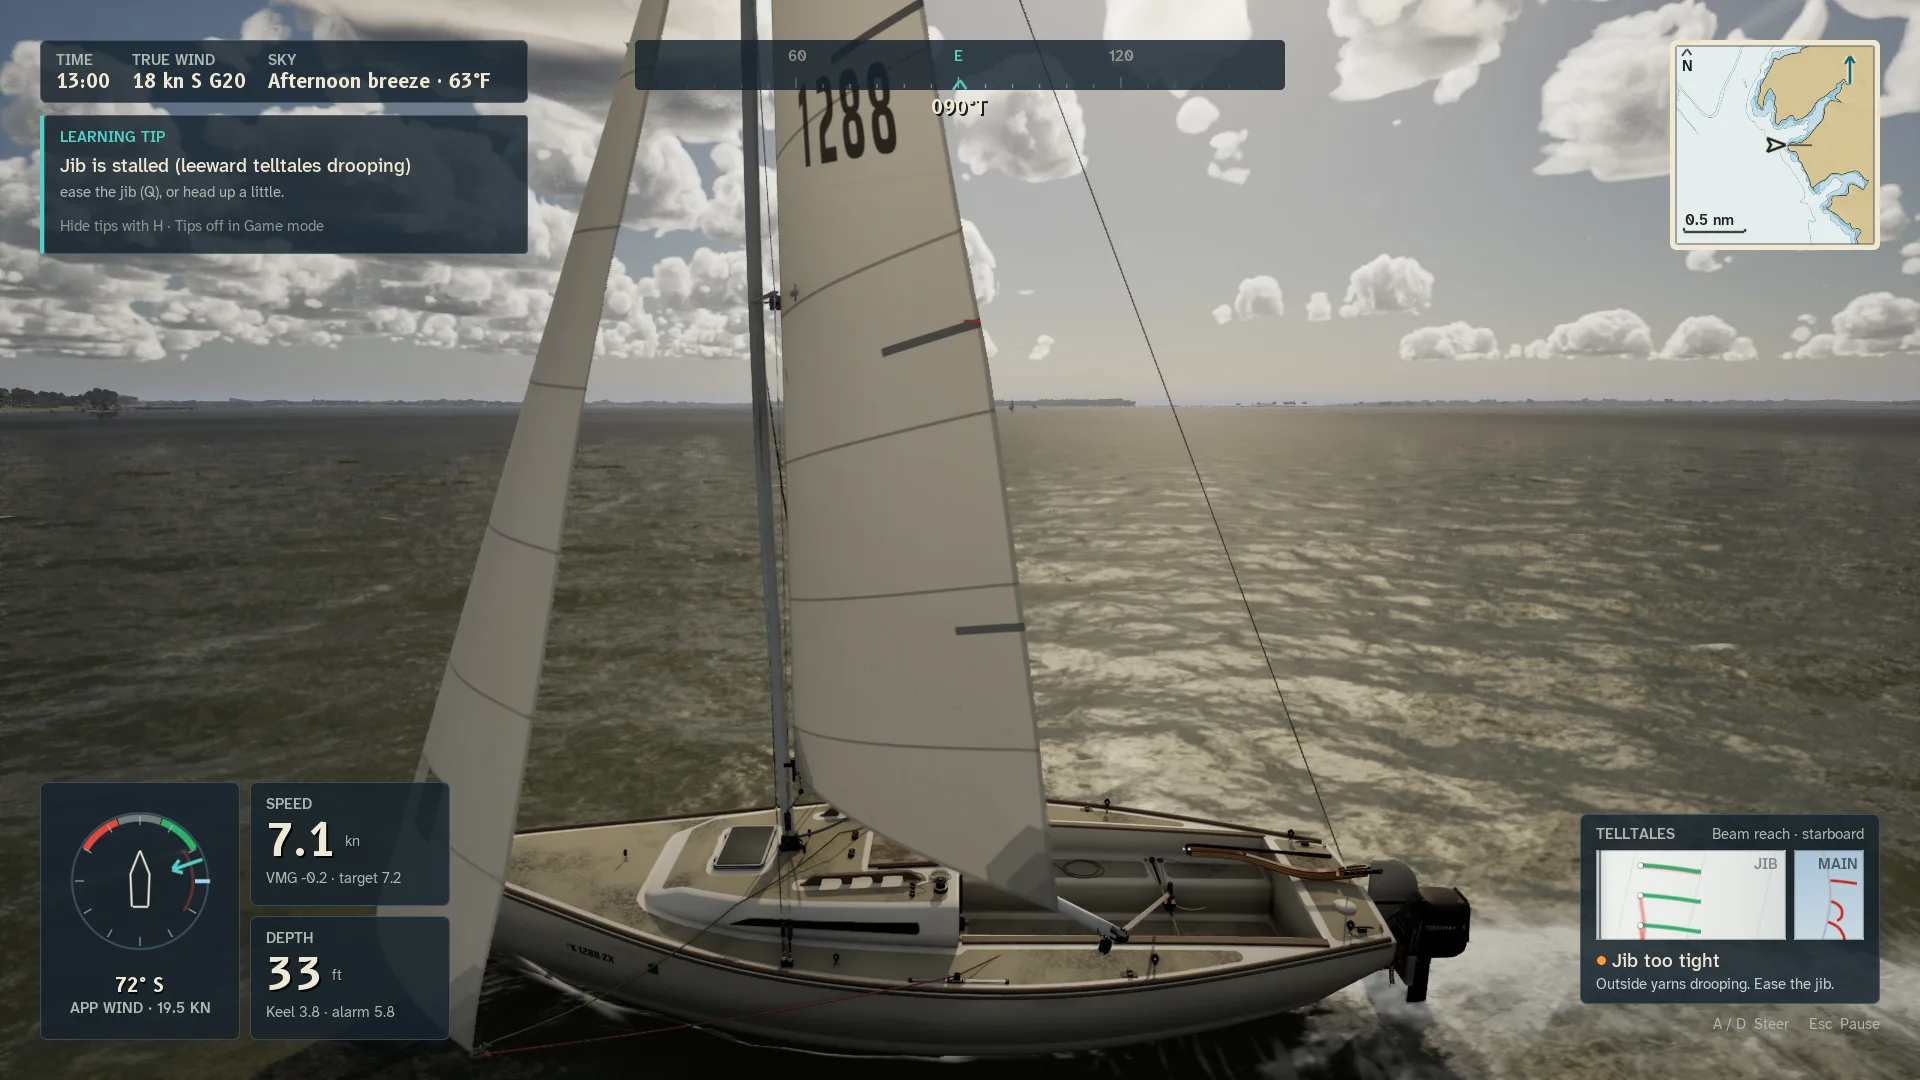 TIME TRUE WIND SKY
13:00 18 kn S G20 Afternoon breeze · 63°F
LEARNING TIP
Jib is stalled (leeward telltales drooping)
ease the jib (Q), or head up a little.
Hide tips with H · Tips off in Game mode
60 E 120
090°T
N
0.5 nm
1288
SPEED
7.1 kn
VMG -0.2 · target 7.2
72° S
APP WIND · 19.5 KN
DEPTH
33 ft
Keel 3.8 · alarm 5.8
1288 ZX
TELLTALES Beam reach · starboard
JIB MAIN
Jib too tight
Outside yarns drooping. Ease the jib.
A / D Steer Esc Pause